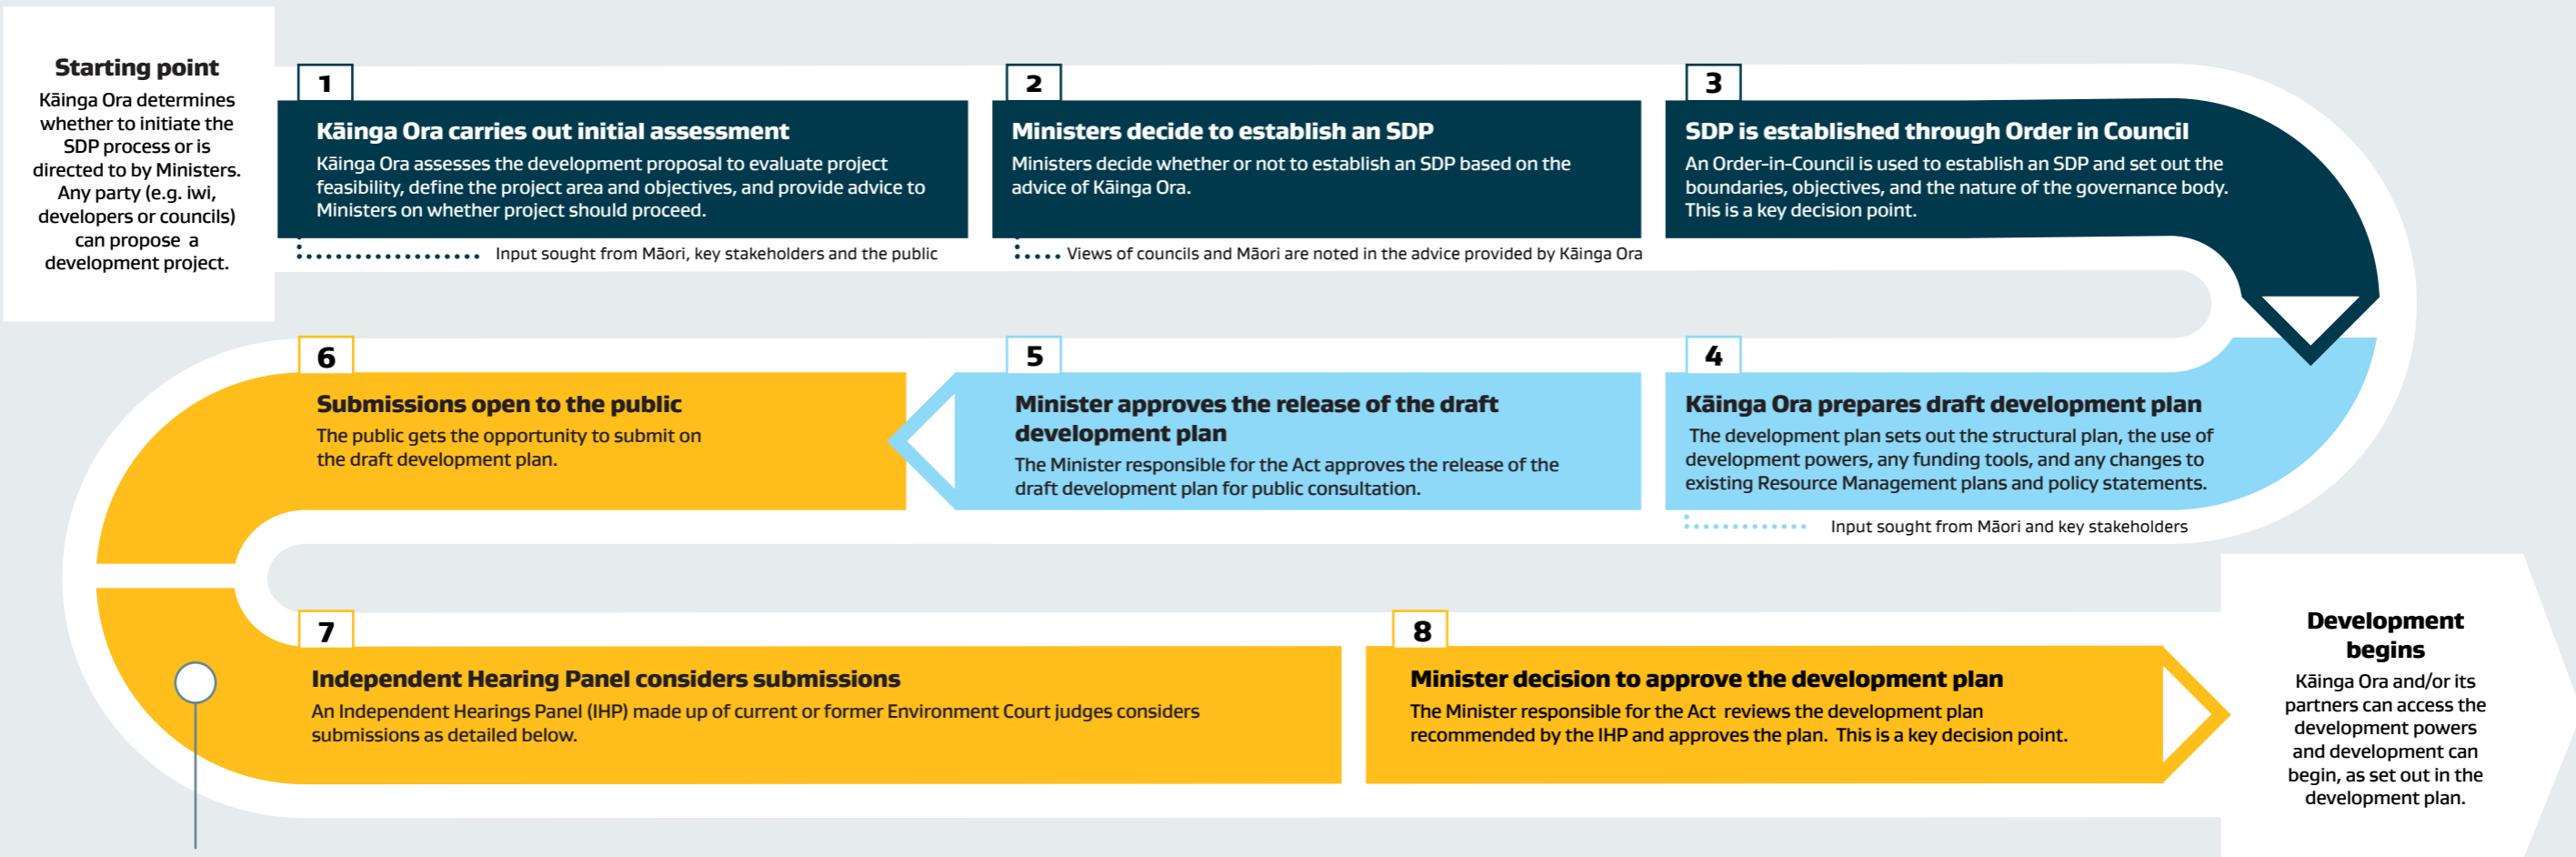 Starting point
Kāinga Ora determines
whether to initiate the
SDP process or is
directed to by Ministers.
Any party (e.g. iwi,
developers or councils)
can propose a
development project.
1
Kāinga Ora carries out initial assessment
Kāinga Ora assesses the development proposal to evaluate project
feasibility, define the project area and objectives, and provide advice to
Ministers on whether project should proceed.
Input sought from Māori, key stakeholders and the public
2
Ministers decide to establish an SDP
Ministers decide whether or not to establish an SDP based on the
advice of Kāinga Ora.
Views of councils and Māori are noted in the advice provided by Kāinga Ora
3
SDP is established through Order in Council
An Order-in-Council is used to establish an SDP and set out the
boundaries, objectives, and the nature of the governance body.
This is a key decision point.
4
Kāinga Ora prepares draft development plan
The development plan sets out the structural plan, the use of
development powers, any funding tools, and any changes to
existing Resource Management plans and policy statements.
Input sought from Māori and key stakeholders
5
Minister approves the release of the draft
development plan
The Minister responsible for the Act approves the release of the
draft development plan for public consultation.
6
Submissions open to the public
The public gets the opportunity to submit on
the draft development plan.
7
Independent Hearing Panel considers submissions
An Independent Hearings Panel (IHP) made up of current or former Environment Court judges considers
submissions as detailed below.
8
Minister decision to approve the development plan
The Minister responsible for the Act reviews the development plan
recommended by the IHP and approves the plan. This is a key decision point.
Development
begins
Kāinga Ora and/or its
partners can access the
development powers
and development can
begin, as set out in the
development plan.